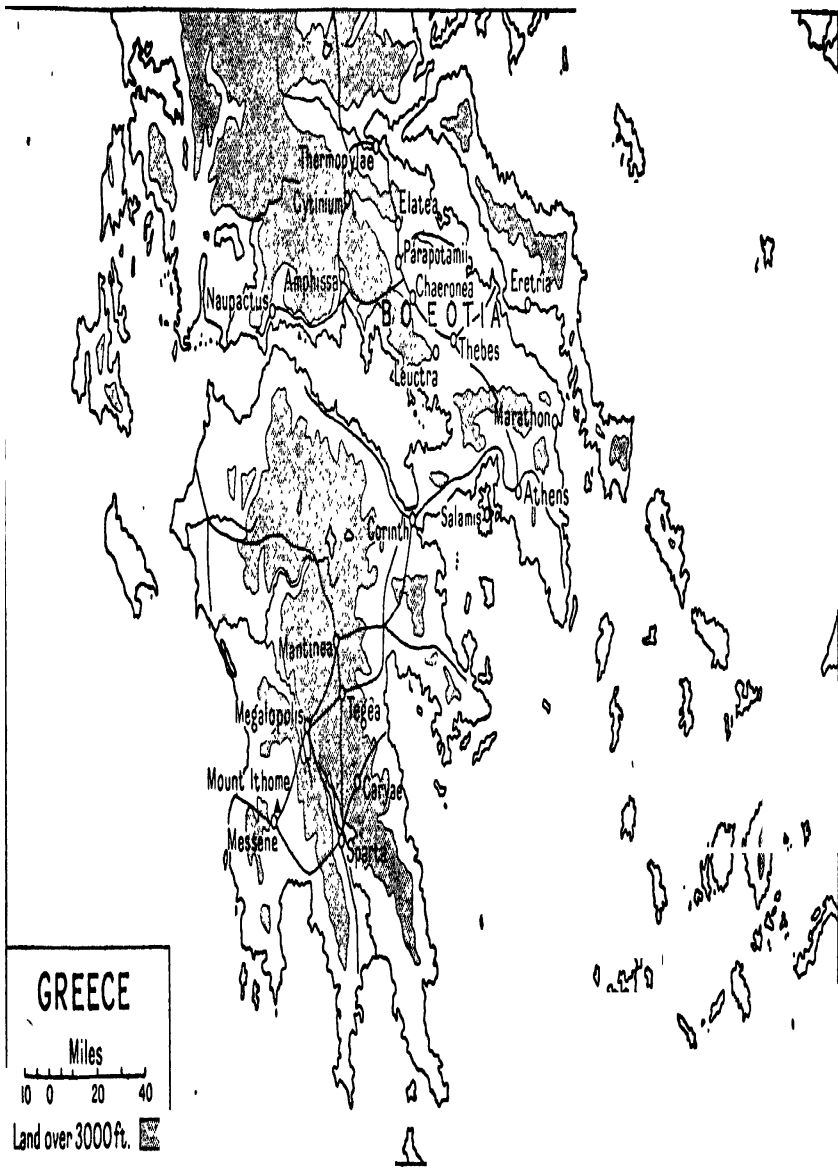 Thermopylae
Cytinium
Elatea
Parapotamii
Amphissa
Chaeronea
Eretria
Naupactus
BOEOTIA
Thebes
Leuctra
Marathon
Athens
Salamis
Corinth
Mantinea
Megalopolis
Tegea
Mount Ithome
Caryae
Messene
Sparta
GREECE
Miles
10 0 20 40
Land over 3000 ft.